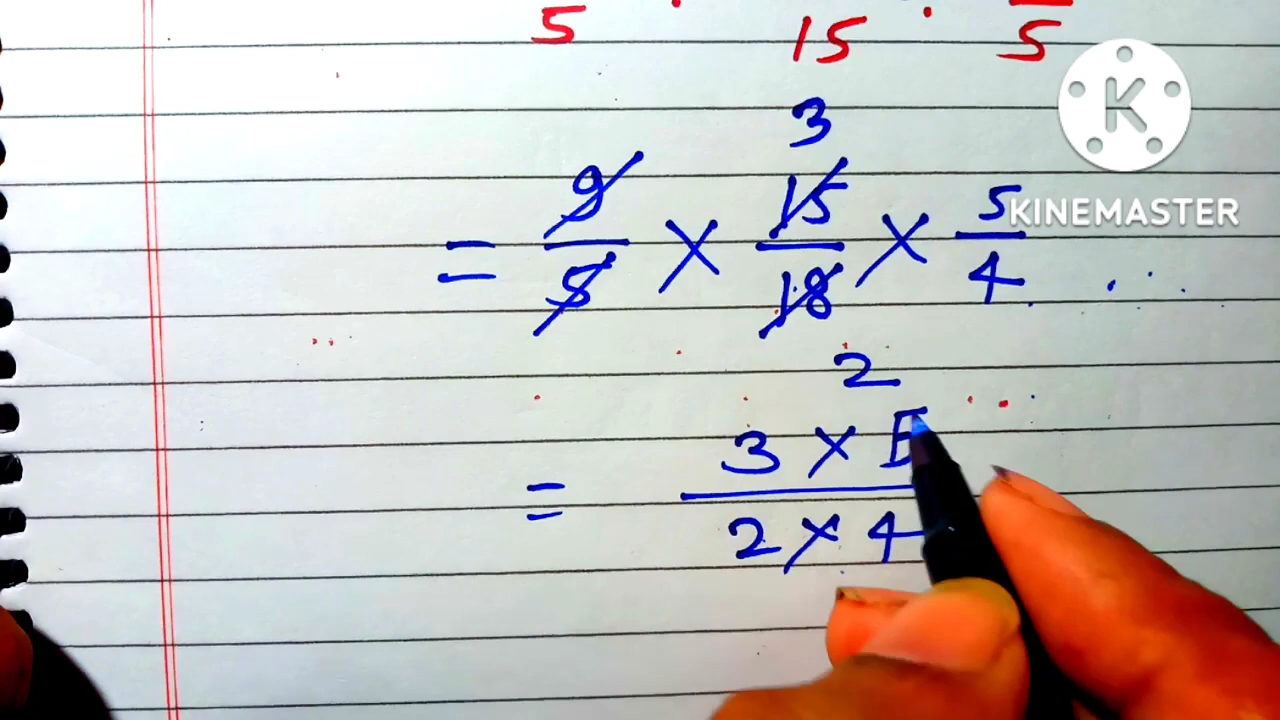 5 . 15 . 5
3
= 9/5 × 15/18 × 5/4
2
= 3 × 5 / 2 × 4
K
KINEMASTER